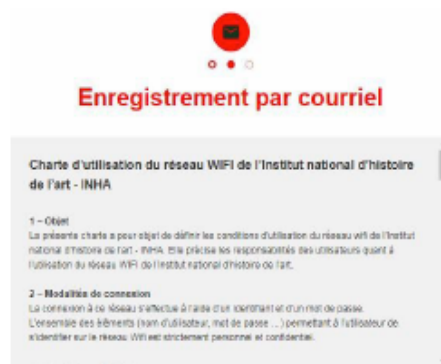 Enregistrement par courriel
Charte d'utilisation du réseau WIFI de l'Institut national d'histoire
de l'art - INHA
1 – Objet
La présente charte a pour objet de définir les conditions d'utilisation du réseau wifi de l'Institut
national d'histoire de l'art - INHA. Elle précise les responsabilités des utilisateurs quant à
l'utilisation du réseau WIFI de l'Institut national d'histoire de l'art.
2 – Modalités de connexion
La connexion à ce réseau s'effectue à l'aide d'un identifiant et d'un mot de passe.
L'ensemble des éléments (nom d'utilisateur, mot de passe ...) permettant à l'utilisateur de
s'identifier sur le réseau Wifi est strictement personnel et confidentiel.